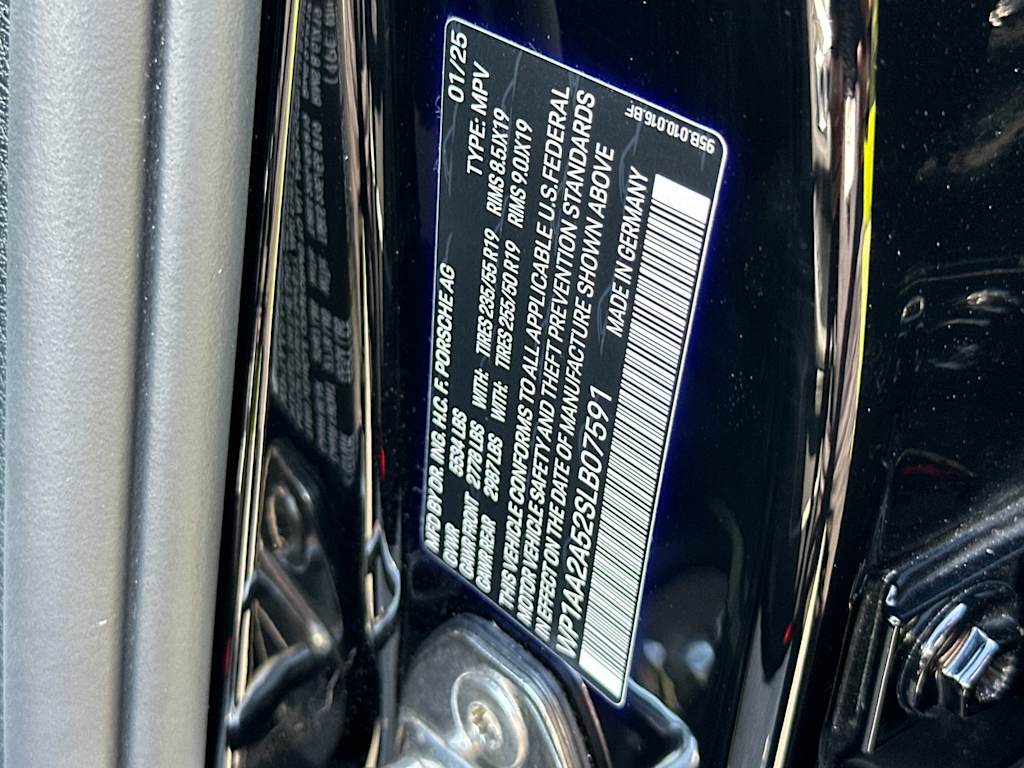 MFD BY DR. ING. H.C. F. PORSCHE AG 01/25
GVWR 5534 LBS TYPE: MPV
GAWR FRONT 2778 LBS WITH: TIRES 235/55 R19 RIMS 8.5JX19
GAWR REAR 2987 LBS WITH: TIRES 255/50 R19 RIMS 9.0JX19
THIS VEHICLE CONFORMS TO ALL APPLICABLE U.S. FEDERAL
MOTOR VEHICLE SAFETY AND THEFT PREVENTION STANDARDS
IN EFFECT ON THE DATE OF MANUFACTURE SHOWN ABOVE
WP1AA2A52SLB07591 MADE IN GERMANY
95B.010.016.BF